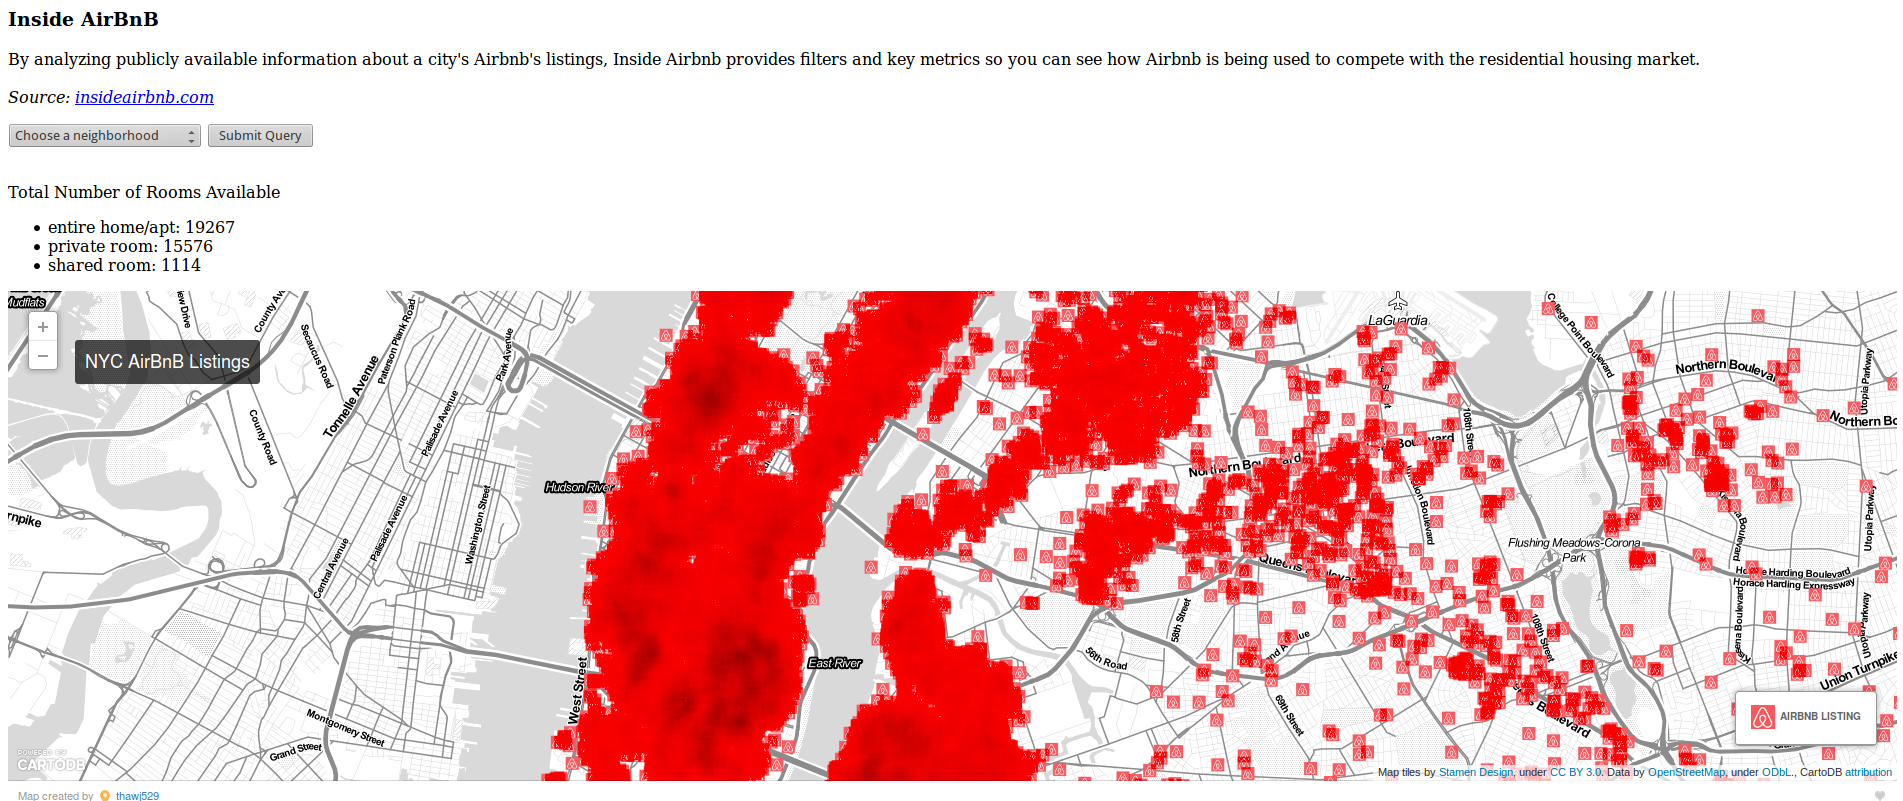 Inside AirBnB
By analyzing publicly available information about a city's Airbnb's listings, Inside Airbnb provides filters and key metrics so you can see how Airbnb is being used to compete with the residential housing market.
Source: insideairbnb.com
Choose a neighborhood Submit Query
Total Number of Rooms Available
• entire home/apt: 19267
• private room: 15576
• shared room: 1114
Mudflats
+
−
NYC AirBnB Listings
County Road
Secaucus Road
Tonnelle Avenue
Paterson Plank Road
Park Avenue
Palisade Avenue
Palisade Avenue
Washington Street
Central Avenue
Montgomery Street
Grand Street
Hudson River
West Street
East River
LaGuardia
College Point Boulevard
Northern Boulevard
Northern Bo
Utopia Parkway
108th Street
Flushing Meadows-Corona
Park
Horace Harding Boulevard
Horace Harding Expressway
Utopia Parkway
Union Turnpike
58th Street
56th Road
69th Street
108th Street
AIRBNB LISTING
POWERED BY
CARTODB
Map tiles by Stamen Design, under CC BY 3.0. Data by OpenStreetMap, under ODbL., CartoDB attribution
Map created by thawj529